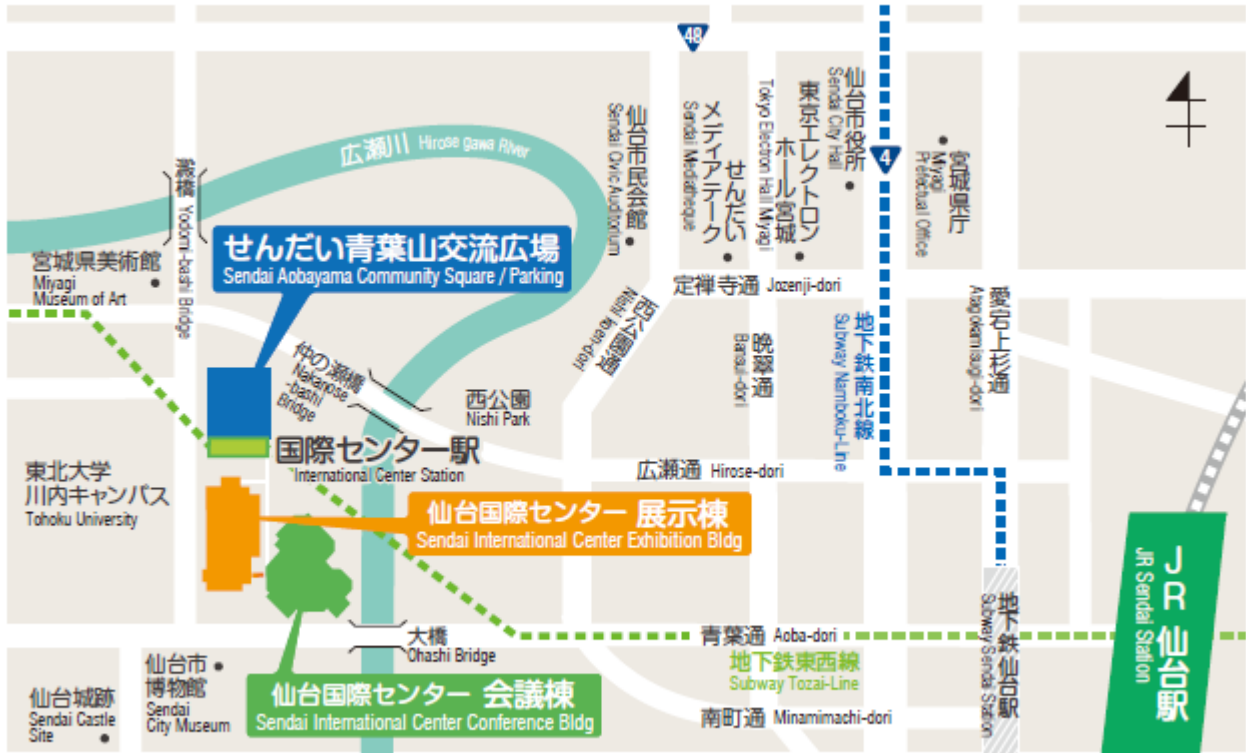 48
仙台市民会館
Sendai Civic Auditorium
せんだい
メディアテーク
Sendai Mediatheque
東京エレクトロン
ホール宮城
Tokyo Electron Hall Miyagi
仙台市役所
Sendai City Hall
4
宮城県庁
Miyagi
Prefectual Office
広瀬川 Hirose gawa River
澱橋 Yodomi-bashi Bridge
せんだい青葉山交流広場
Sendai Aobayama Community Square / Parking
宮城県美術館
Miyagi
Museum of Art
定禅寺通 Jozenji-dori
西公園通
Nishi koen-dori
晩翠通
Bansui-dori
地下鉄南北線
Subway Namboku-Line
愛宕上杉通
Atagokamisugi-dori
仲の瀬橋
Nakanose
-bashi
Bridge
西公園
Nishi Park
国際センター駅
International Center Station
広瀬通 Hirose-dori
東北大学
川内キャンパス
Tohoku University
仙台国際センター 展示棟
Sendai International Center Exhibition Bldg
JR 仙台駅
JR Sendai Station
地下鉄仙台駅
Subway Sendai Station
大橋
Ohashi Bridge
青葉通 Aoba-dori
地下鉄東西線
Subway Tozai-Line
仙台市
博物館
Sendai
City Museum
仙台城跡
Sendai Castle
Site
仙台国際センター 会議棟
Sendai International Center Conference Bldg
南町通 Minamimachi-dori